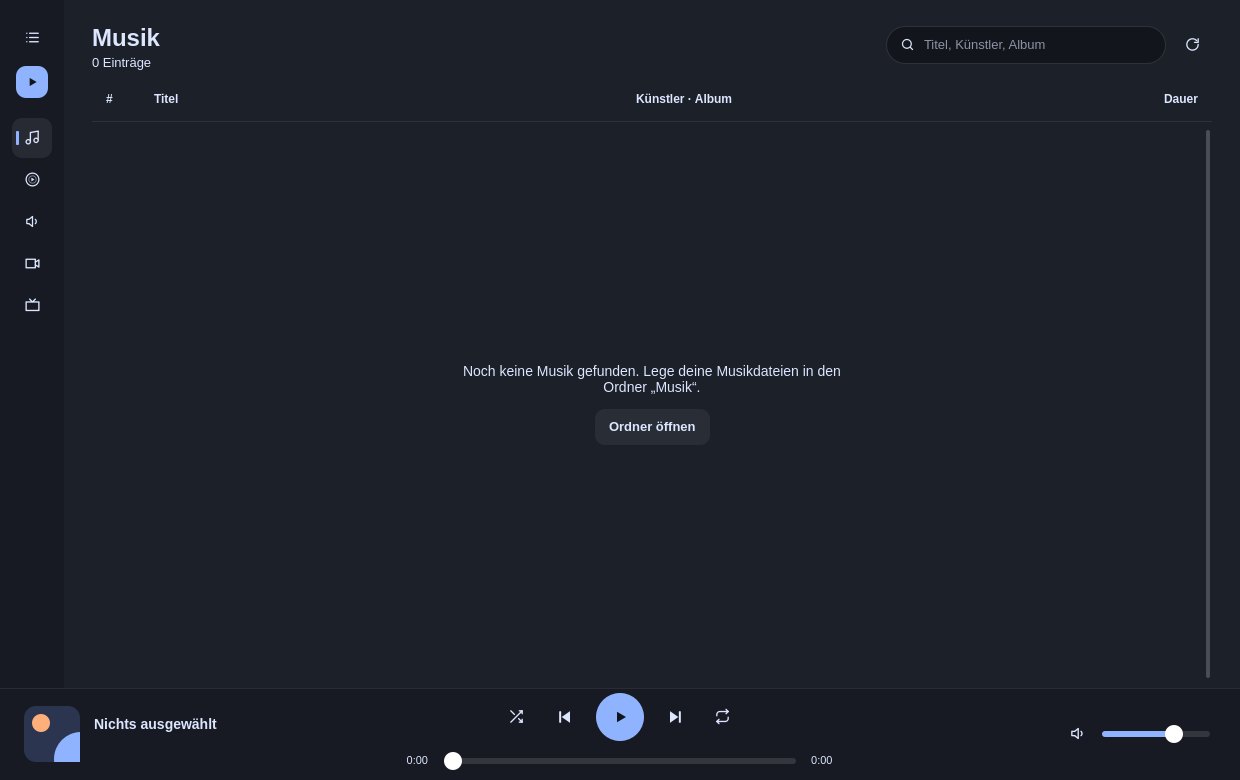 Musik
0 Einträge
Titel, Künstler, Album
# Titel Künstler · Album Dauer
Noch keine Musik gefunden. Lege deine Musikdateien in den
Ordner „Musik“.
Ordner öffnen
Nichts ausgewählt
0:00 0:00